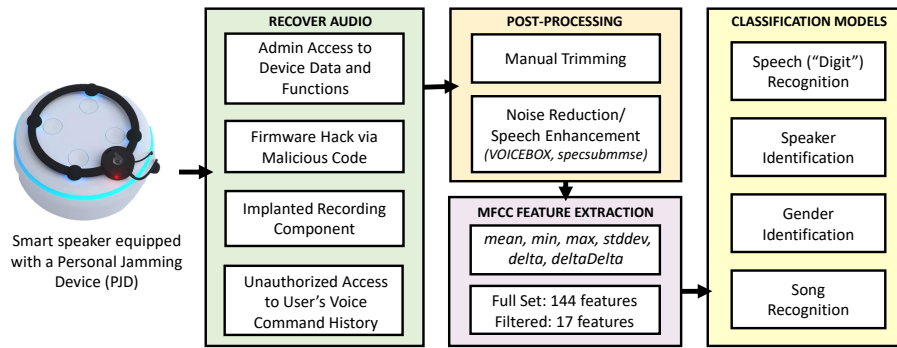 Smart speaker equipped
with a Personal Jamming
Device (PJD)
RECOVER AUDIO
Admin Access to
Device Data and
Functions
Firmware Hack via
Malicious Code
Implanted Recording
Component
Unauthorized Access
to User’s Voice
Command History
POST-PROCESSING
Manual Trimming
Noise Reduction/
Speech Enhancement
(VOICEBOX, specsubmmse)
MFCC FEATURE EXTRACTION
mean, min, max, stddev,
delta, deltaDelta
Full Set: 144 features
Filtered: 17 features
CLASSIFICATION MODELS
Speech (“Digit”)
Recognition
Speaker
Identification
Gender
Identification
Song
Recognition